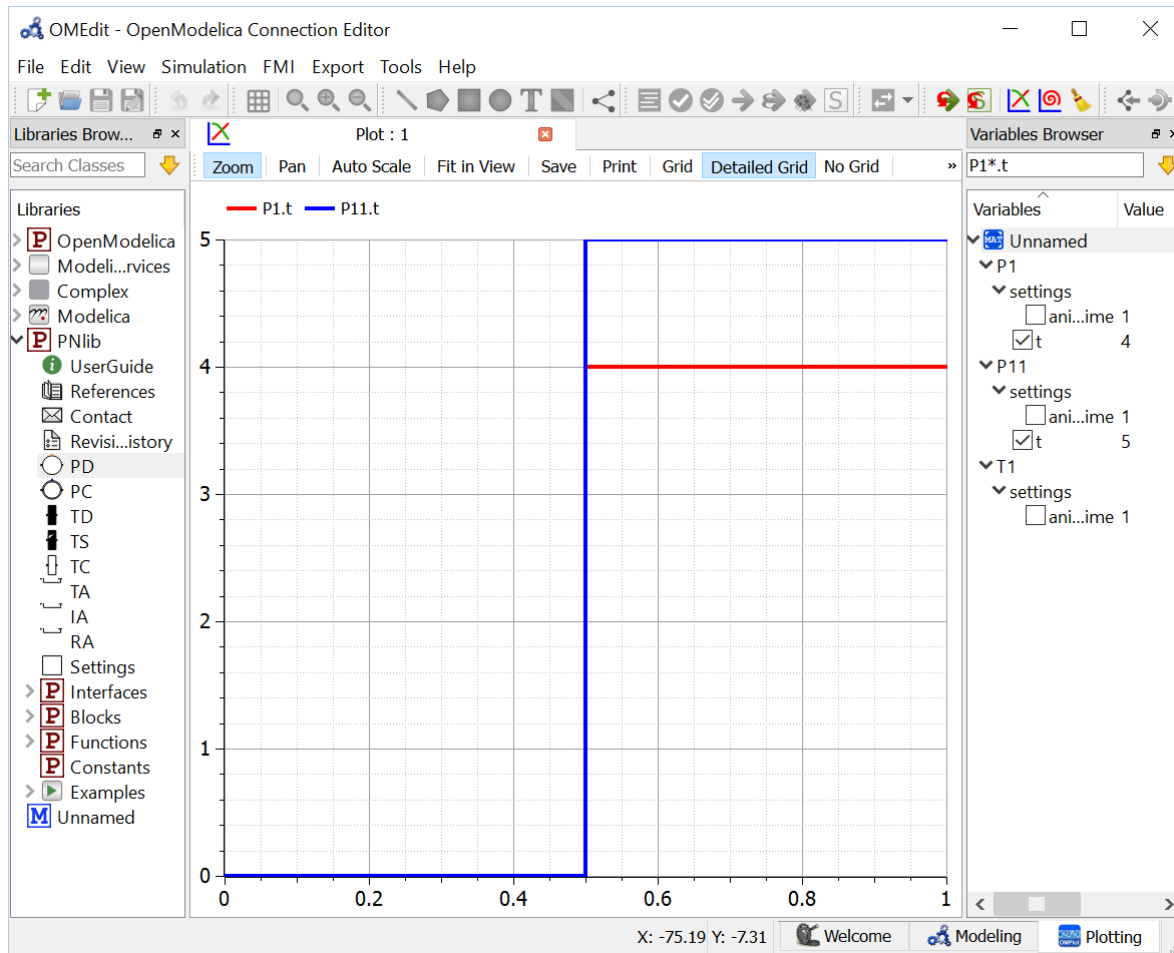 OMEdit - OpenModelica Connection Editor
File Edit View Simulation FMI Export Tools Help
T S
Libraries Brow...
Search Classes
Libraries
P OpenModelica
Modeli...rvices
Complex
Modelica
P PNlib
i UserGuide
References
Contact
Revisi...istory
PD
PC
TD
TS
TC
TA
IA
RA
Settings
P Interfaces
P Blocks
P Functions
P Constants
Examples
M Unnamed
Plot : 1
Zoom Pan Auto Scale Fit in View Save Print Grid Detailed Grid No Grid »
P1.t P11.t
5
4
3
2
1
0
0 0.2 0.4 0.6 0.8 1
Variables Browser
P1*.t
Variables Value
MAT Unnamed
P1
settings
ani...ime 1
t 4
P11
settings
ani...ime 1
t 5
T1
settings
ani...ime 1
X: -75.19 Y: -7.31 Welcome Modeling OMPlot Plotting